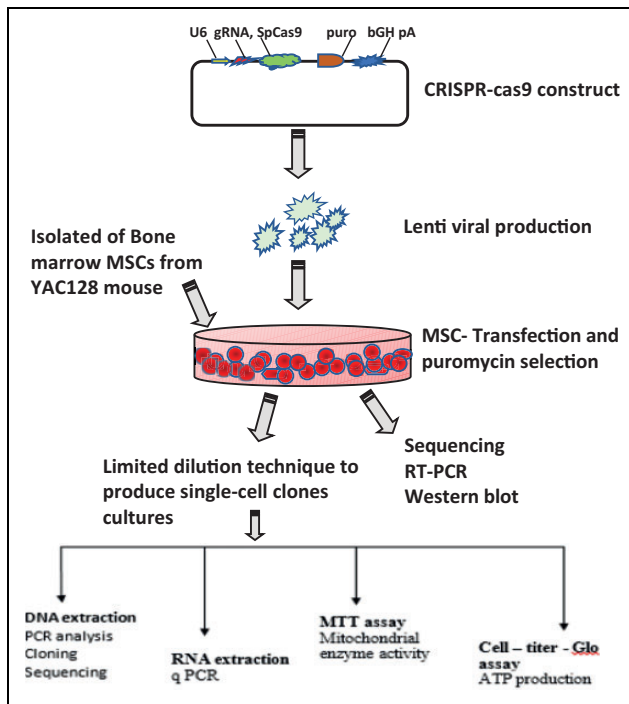 U6 gRNA, SpCas9 puro bGH pA
CRISPR-cas9 construct
Lenti viral production
Isolated of Bone
marrow MSCs from
YAC128 mouse
MSC- Transfection and
puromycin selection
Sequencing
RT-PCR
Western blot
Limited dilution technique to
produce single-cell clones
cultures
DNA extraction
PCR analysis
Cloning
Sequencing
RNA extraction
q PCR
MTT assay
Mitochondrial
enzyme activity
Cell – titer - Glo
assay
ATP production